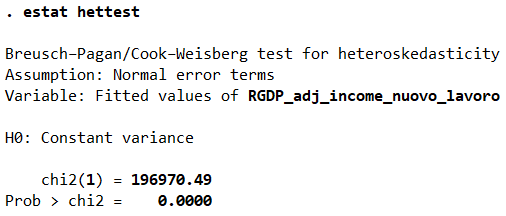 . estat hettest
Breusch–Pagan/Cook–Weisberg test for heteroskedasticity
Assumption: Normal error terms
Variable: Fitted values of RGDP_adj_income_nuovo_lavoro
H0: Constant variance
chi2(1) = 196970.49
Prob > chi2 = 0.0000